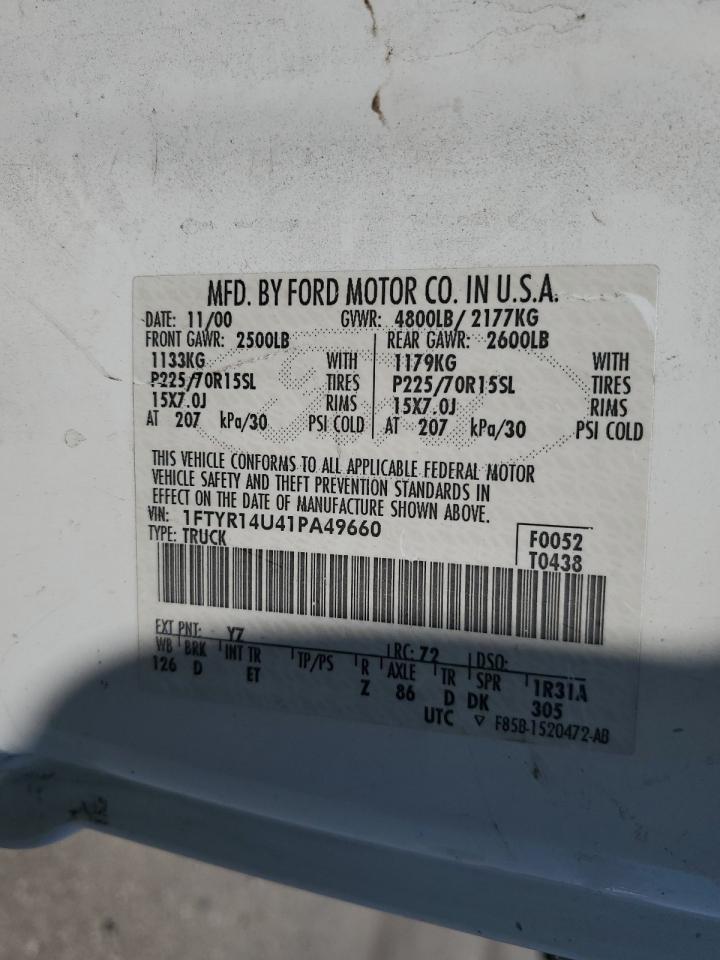 MFD. BY FORD MOTOR CO. IN U.S.A.
DATE: 11/00 GVWR: 4800LB/ 2177KG
FRONT GAWR: 2500LB REAR GAWR: 2600LB
1133KG WITH 1179KG WITH
P225/70R15SL TIRES P225/70R15SL TIRES
15X7.0J RIMS 15X7.0J RIMS
AT 207 kPa/30 PSI COLD AT 207 kPa/30 PSI COLD
THIS VEHICLE CONFORMS TO ALL APPLICABLE FEDERAL MOTOR
VEHICLE SAFETY AND THEFT PREVENTION STANDARDS IN
EFFECT ON THE DATE OF MANUFACTURE SHOWN ABOVE.
VIN: 1FTYR14U41PA49660 F0052
TYPE: TRUCK T0438
EXT PNT: YZ RC: 72 DSO:
WB BRK INT TR TP/PS R AXLE TR SPR 1R31A
126 D ET Z 86 D DK 305
UTC ▽ F85B-1520472-AB